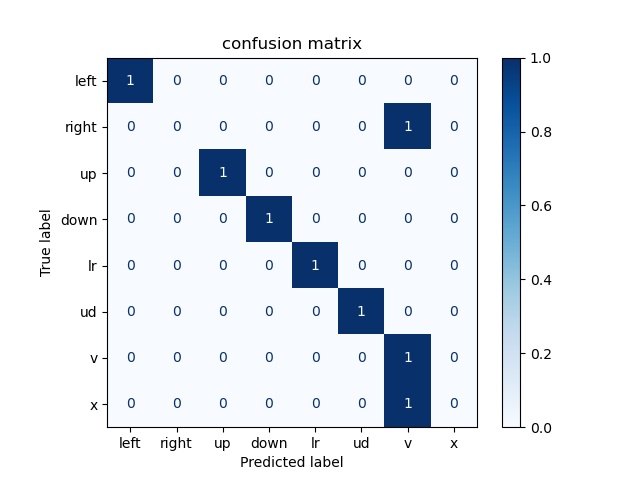 confusion matrix
left 1 0 0 0 0 0 0 0
right 0 0 0 0 0 0 1 0
up 0 0 1 0 0 0 0 0
down 0 0 0 1 0 0 0 0
lr 0 0 0 0 1 0 0 0
ud 0 0 0 0 0 1 0 0
v 0 0 0 0 0 0 1 0
x 0 0 0 0 0 0 1 0
left right up down lr ud v x
Predicted label
True label
1.0
0.8
0.6
0.4
0.2
0.0